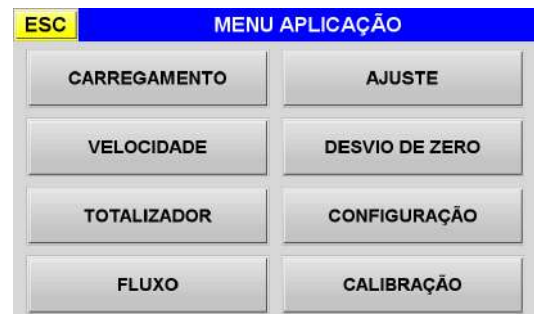 ESC MENU APLICAÇÃO
CARREGAMENTO AJUSTE
VELOCIDADE DESVIO DE ZERO
TOTALIZADOR CONFIGURAÇÃO
FLUXO CALIBRAÇÃO